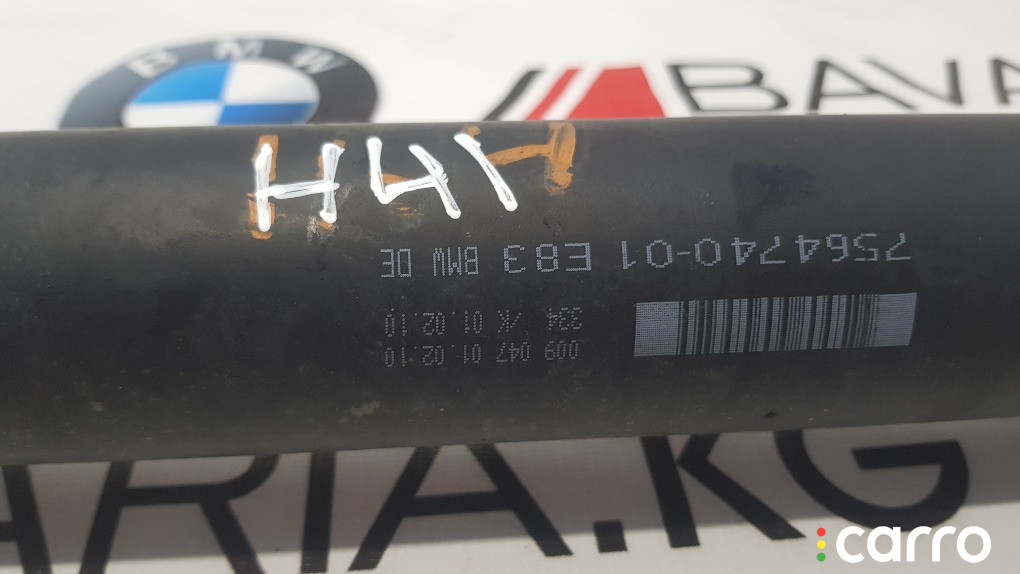 BMW
BAVA
009 047 01.02.10
334 /K 01.02.10
7564740-01 E83 BMW DE
ARIA.KG
carro